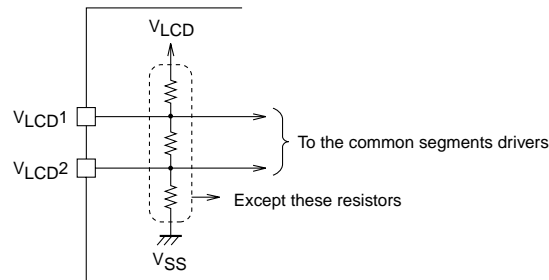 VLCD
VLCD1
To the common segments drivers
VLCD2
Except these resistors
VSS